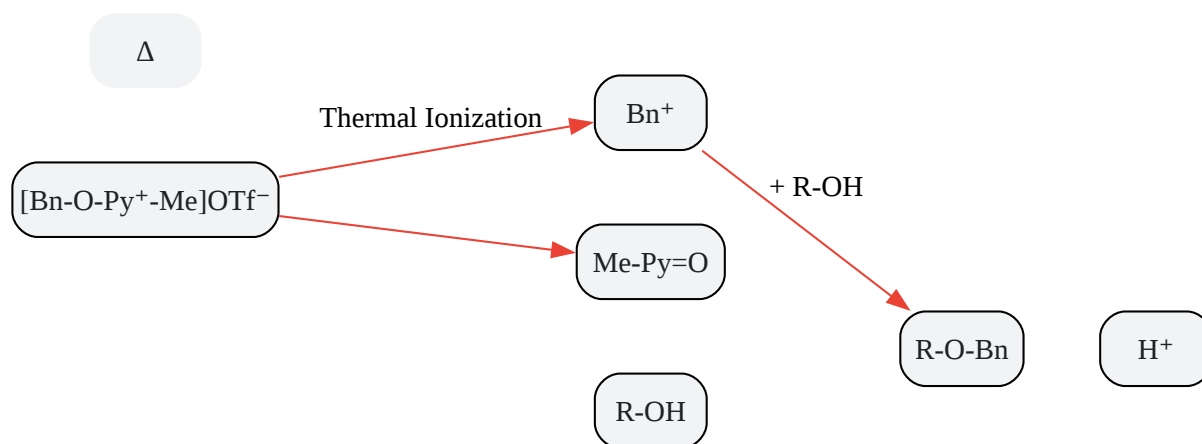 Δ
Thermal Ionization
Bn⁺
[Bn-O-Py⁺-Me]OTf⁻
+ R-OH
Me-Py=O
R-O-Bn
H⁺
R-OH